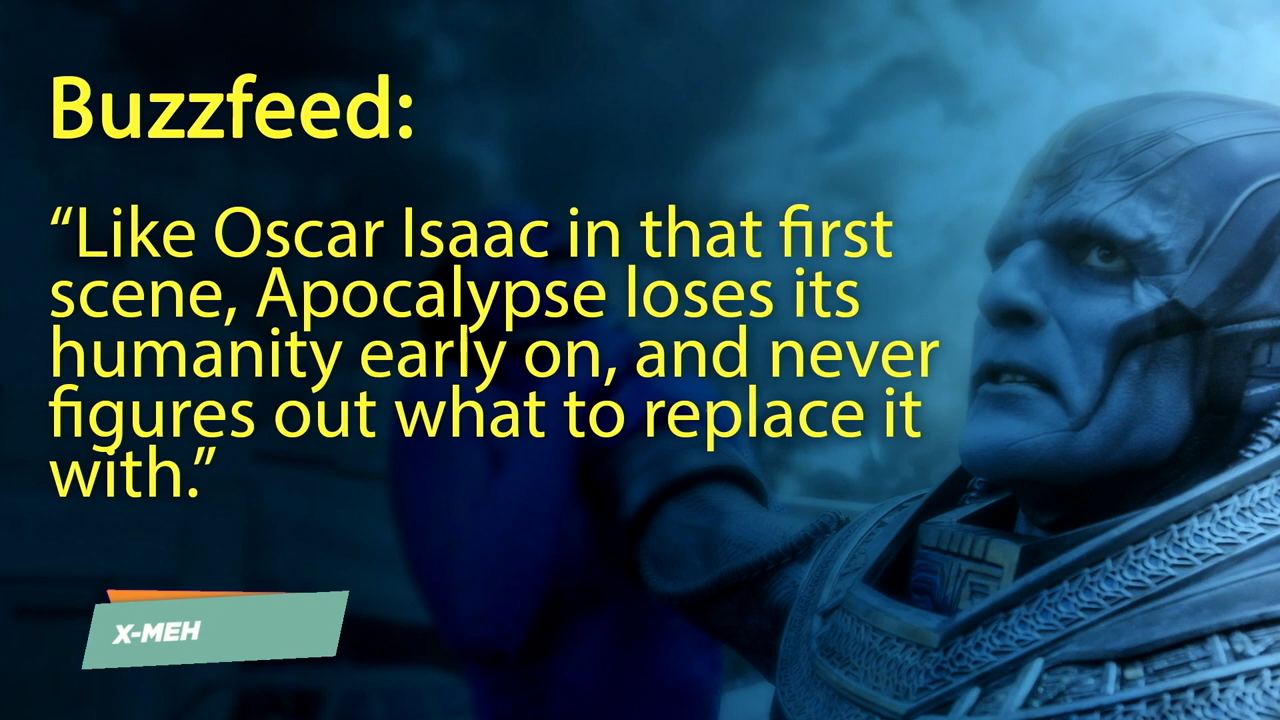 Buzzfeed:
“Like Oscar Isaac in that first
scene, Apocalypse loses its
humanity early on, and never
figures out what to replace it
with.”
X-MEH